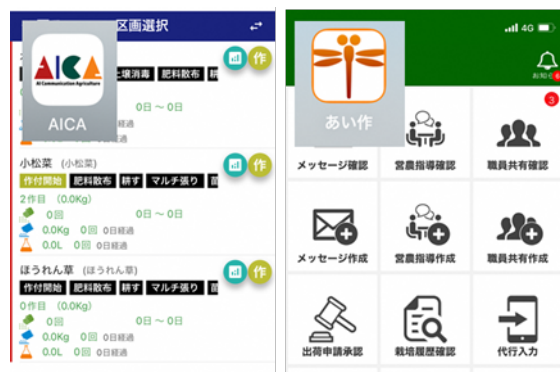 区画選択
AICA
AI Communication Agriculture
AICA
作
壌消毒 肥料散布 耕
0日 ～ 0日
経過
経過
小松菜 (小松菜)
作
作付開始 肥料散布 耕す マルチ張り 苗
2作目 (0.0Kg)
0回 0日 ～ 0日
0.0Kg 0回 0日経過
0.0L 0回 0日経過
ほうれん草 (ほうれん草)
作
作付開始 肥料散布 耕す マルチ張り 苗
0作目 (0.0Kg)
0回 0日 ～ 0日
0.0Kg 0回 0日経過
0.0L 0回 0日経過
4G
お知らせ 6
あい作
3
メッセージ確認 営農指導確認 職員共有確認
メッセージ作成 営農指導作成 職員共有作成
出荷申請承認 栽培履歴確認 代行入力